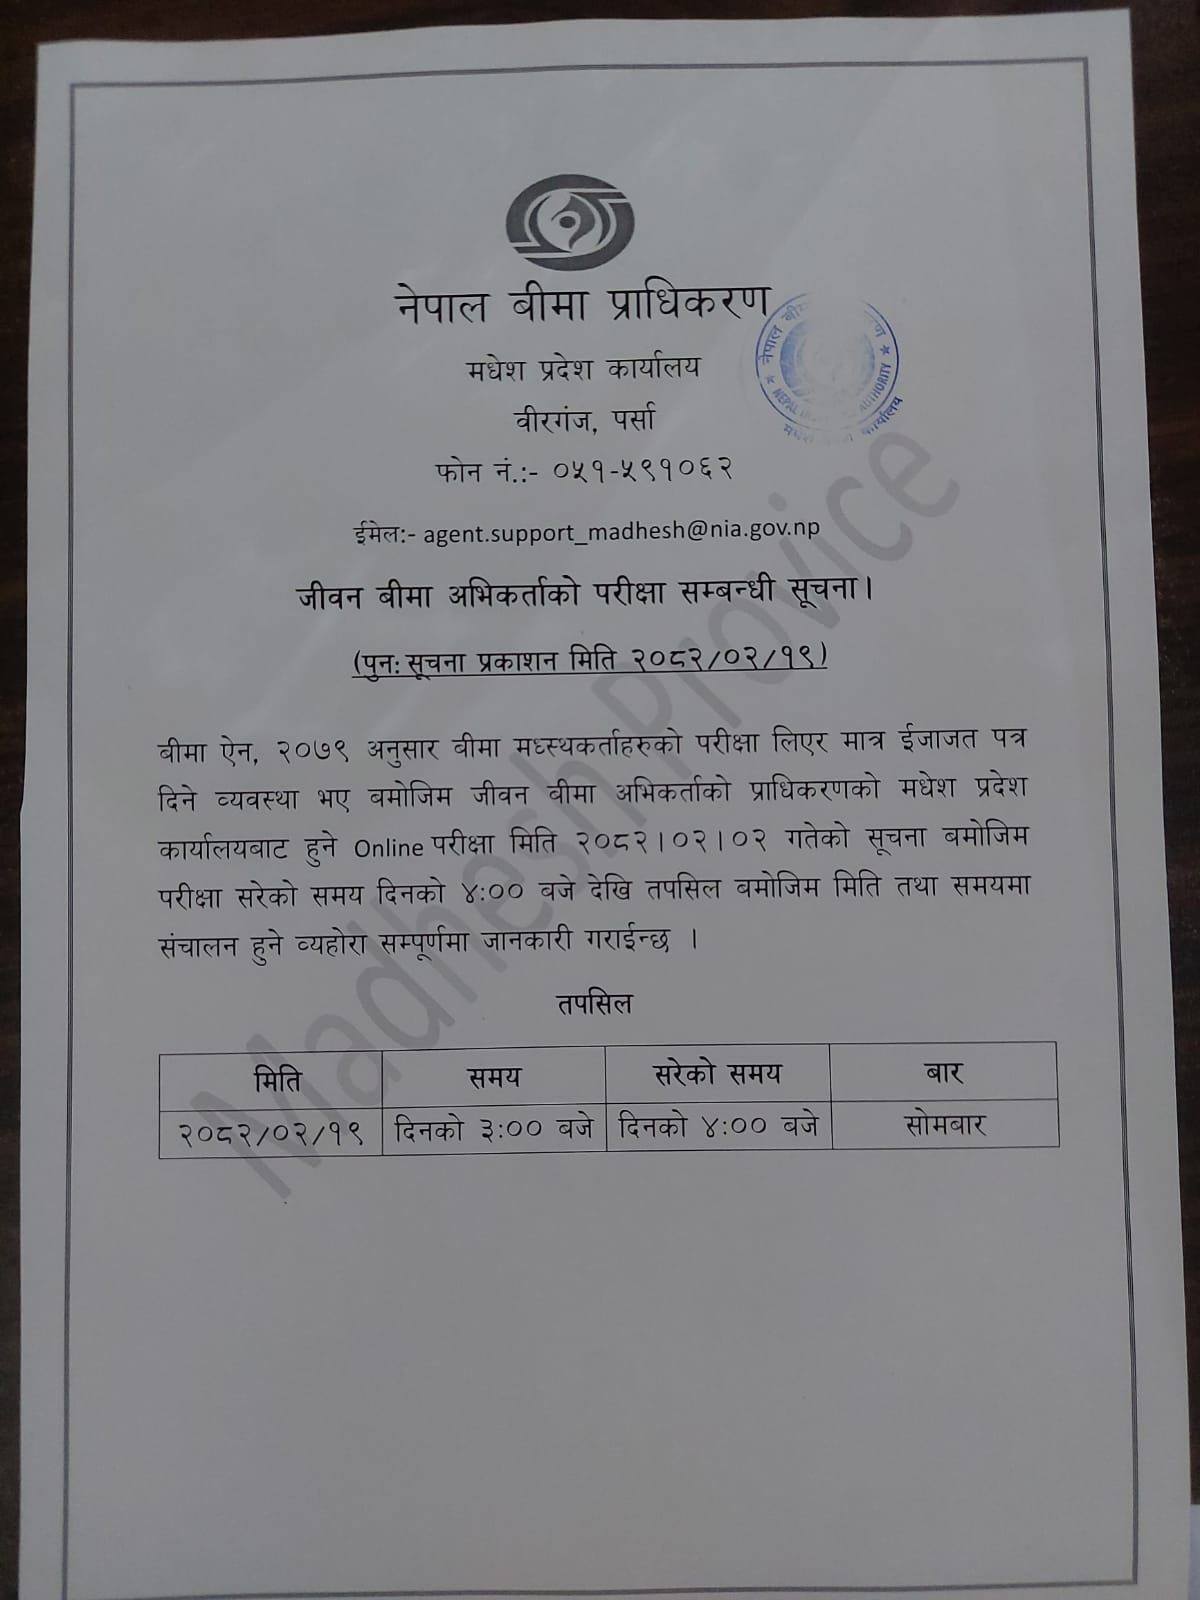 नेपाल बीमा प्राधिकरण
मधेश प्रदेश कार्यालय
वीरगंज, पर्सा
फोन नं.:- ०५१-५९१०६२
ईमेल:- agent.support_madhesh@nia.gov.np
जीवन बीमा अभिकर्ताको परीक्षा सम्बन्धी सूचना।
(पुन: सूचना प्रकाशन मिति २०८२/०२/१९)
बीमा ऐन, २०७९ अनुसार बीमा मध्स्थकर्ताहरुको परीक्षा लिएर मात्र ईजाजत पत्र
दिने व्यवस्था भए बमोजिम जीवन बीमा अभिकर्ताको प्राधिकरणको मधेश प्रदेश
कार्यालयबाट हुने Online परीक्षा मिति २०८२।०२।०२ गतेको सूचना बमोजिम
परीक्षा सरेको समय दिनको ४:०० बजे देखि तपसिल बमोजिम मिति तथा समयमा
संचालन हुने व्यहोरा सम्पूर्णमा जानकारी गराईन्छ ।
तपसिल
मिति समय सरेको समय बार
२०८२/०२/१९ दिनको ३:०० बजे दिनको ४:०० बजे सोमबार
Madhesh Provice
नेपाल
NEPAL AUTHORITY
कार्यालय